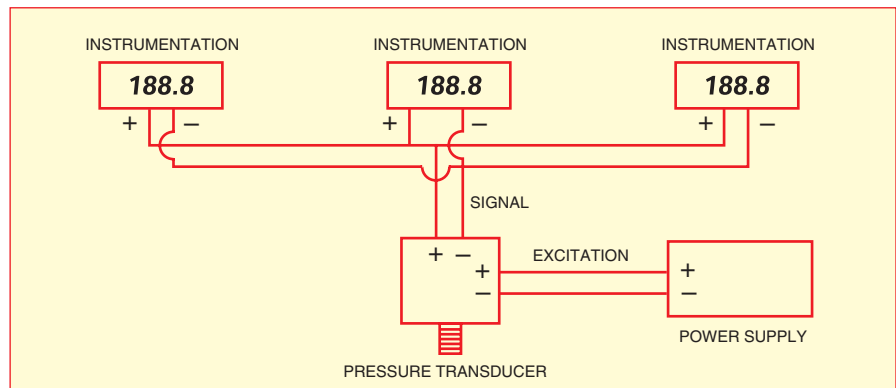 INSTRUMENTATION INSTRUMENTATION INSTRUMENTATION
188.8 188.8 188.8
+ – + – + –
SIGNAL
+ – EXCITATION
+ +
– –
POWER SUPPLY
PRESSURE TRANSDUCER